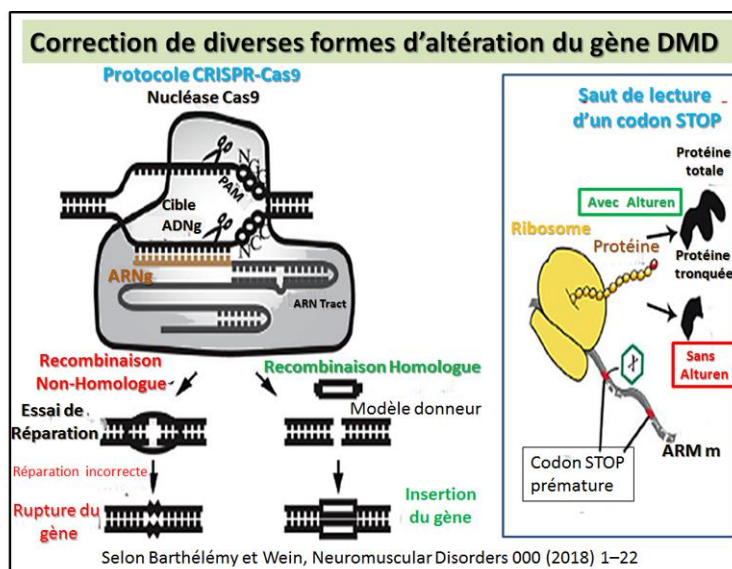 Correction de diverses formes d'altération du gène DMD
Protocole CRISPR-Cas9
Nucléase Cas9
NGG
PAM
Cible
ADNg
NCC
ARNg
ARN Tract
Recombinaison
Non-Homologue
Recombinaison Homologue
Modèle donneur
Essai de
Réparation
Réparation incorrecte
Rupture du
gène
Insertion
du gène
Saut de lecture
d'un codon STOP
Protéine
totale
Avec Alturen
Ribosome
Protéine
Protéine
tronquée
Sans
Alturen
ARM m
Codon STOP
prémature
Selon Barthélémy et Wein, Neuromuscular Disorders 000 (2018) 1–22